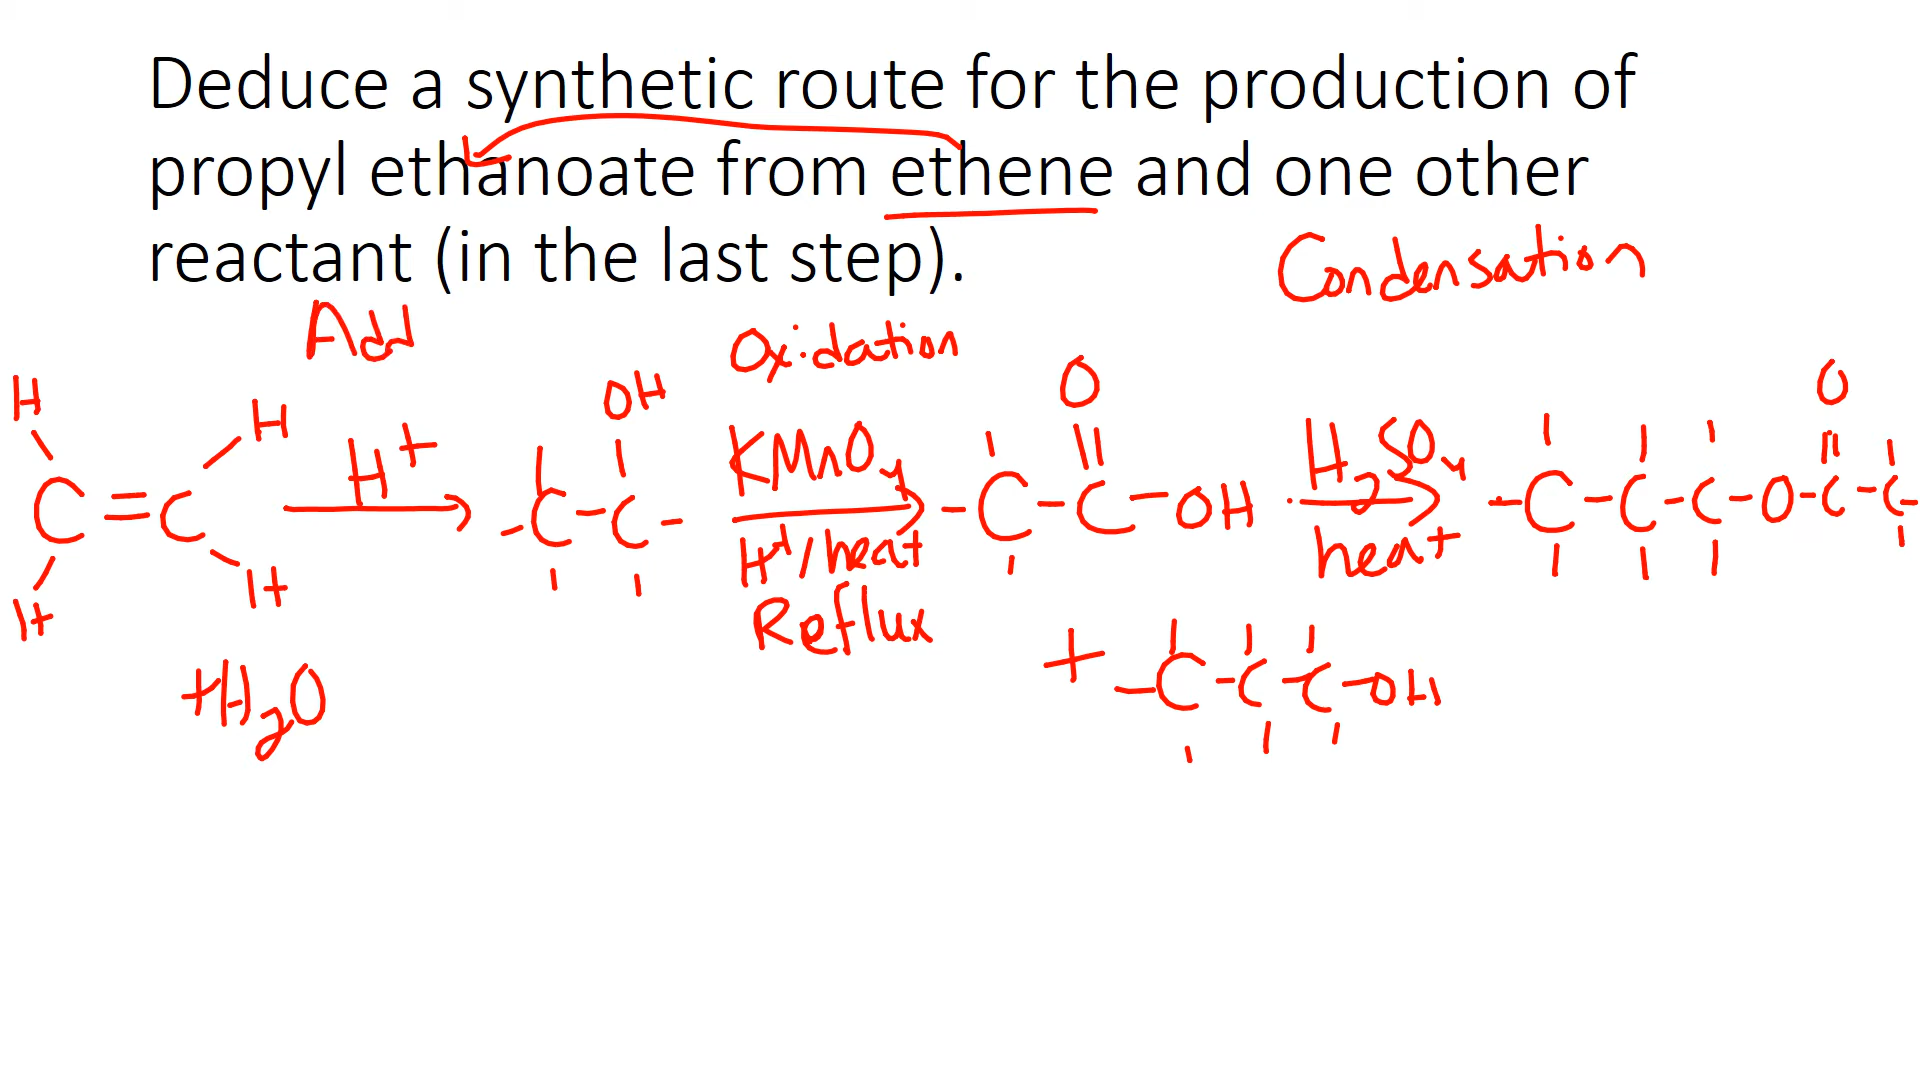 Deduce a synthetic route for the production of
propyl ethanoate from ethene and one other
reactant (in the last step).
Condensation
Add
Oxidation
H H OH O O
H+ KMnO4 H2SO4
C = C C - C - C - C - OH - C - C - C - O - C - C
H+/heat heat
H H Reflux
+ - C - C - C - OH
+H2O